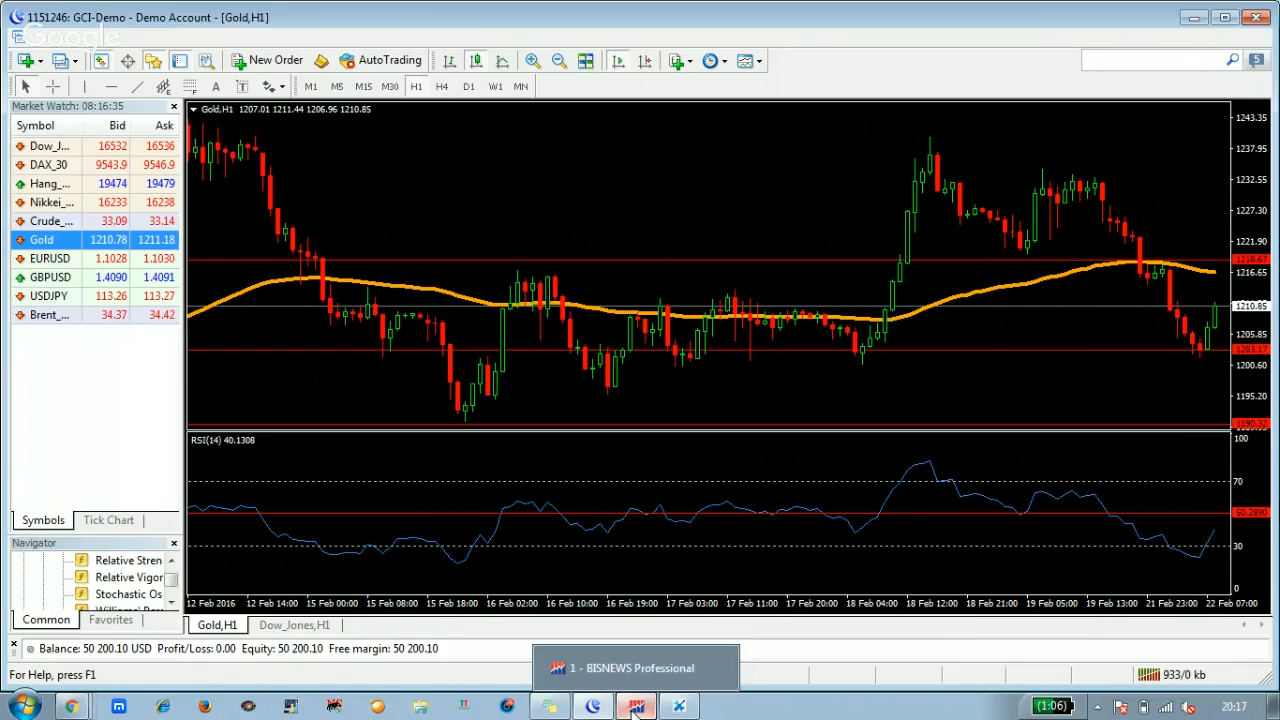 1151246: GCI-Demo - Demo Account - [Gold,H1]
Google
New Order
AutoTrading
5
A
T
M1 M5 M15 M30 H1 H4 D1 W1 MN
Market Watch: 08:16:35
Symbol Bid Ask
Dow_J... 16532 16536
DAX_30 9543.9 9546.9
Hang_... 19474 19479
Nikkei_... 16233 16238
Crude_... 33.09 33.14
Gold 1210.78 1211.18
EURUSD 1.1028 1.1030
GBPUSD 1.4090 1.4091
USDJPY 113.26 113.27
Brent_... 34.37 34.42
Symbols Tick Chart
Navigator
Relative Stren
Relative Vigor
Stochastic Os
Common Favorites
Gold,H1 1207.01 1211.44 1206.96 1210.85
1243.35
1237.95
1232.55
1227.30
1221.90
1218.67
1216.65
1210.85
1205.85
1203.17
1200.60
1195.20
1190.32
RSI(14) 40.1308
100
70
50.2890
30
0
12 Feb 2016 12 Feb 14:00 15 Feb 00:00 15 Feb 08:00 15 Feb 18:00 16 Feb 02:00 16 Feb 10:00 16 Feb 19:00 17 Feb 03:00 17 Feb 11:00 17 Feb 20:00 18 Feb 04:00 18 Feb 12:00 18 Feb 21:00 19 Feb 05:00 19 Feb 13:00 21 Feb 23:00 22 Feb 07:00
Gold,H1 Dow_Jones,H1
Balance: 50 200.10 USD Profit/Loss: 0.00 Equity: 50 200.10 Free margin: 50 200.10
1 - BISNEWS Professional
For Help, press F1
933/0 kb
(1:06)
20:17